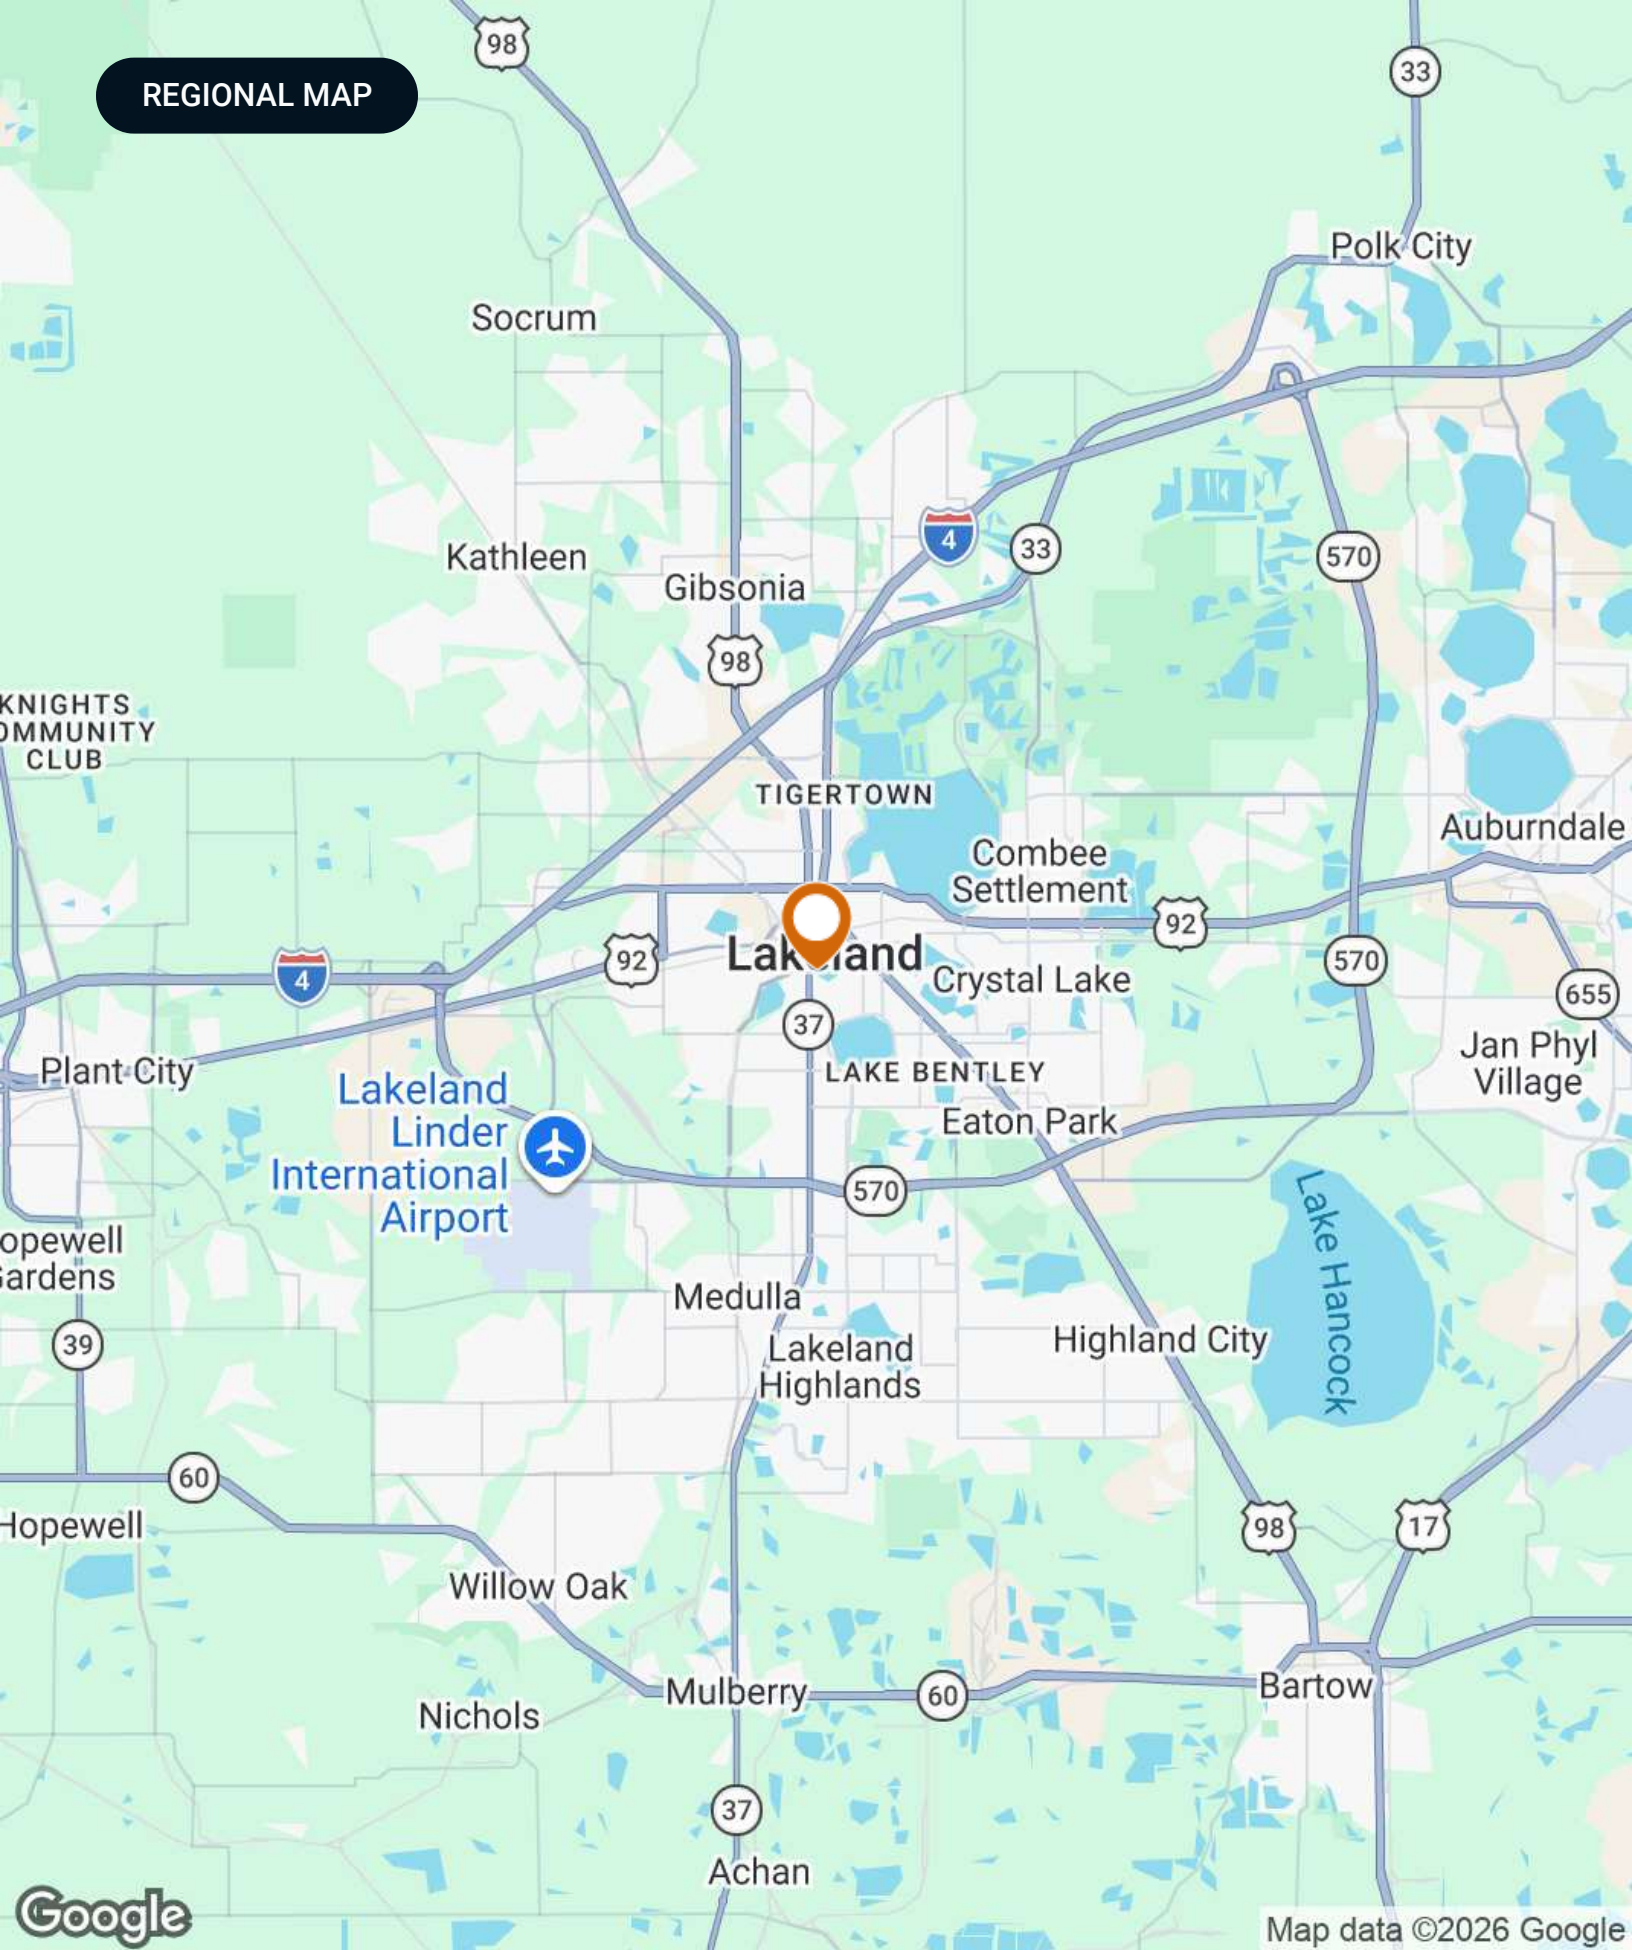 98
33
REGIONAL MAP
Polk City
Socrum
4
33
570
Kathleen
Gibsonia
98
KNIGHTS
OMMUNITY
CLUB
TIGERTOWN
Auburndale
Combee
Settlement
92
Lakeland
92
570
4
Crystal Lake
655
37
Plant City
LAKE BENTLEY
Jan Phyl
Village
Lakeland
Linder
International
Airport
Eaton Park
570
Lake Hancock
opewell
Gardens
Medulla
39
Lakeland
Highlands
Highland City
60
Hopewell
98
17
Willow Oak
Mulberry
60
Bartow
Nichols
37
Achan
Google
Map data ©2026 Google